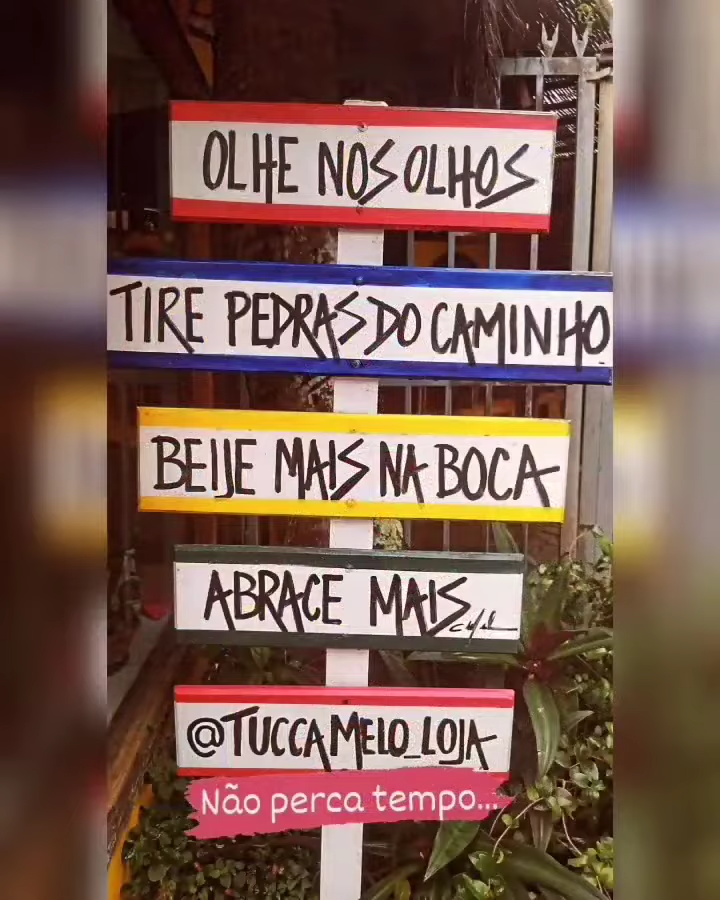 OLHE NOS OLHOS
TIRE PEDRAS DO CAMINHO
BEIJE MAIS NA BOCA
ABRACE MAIS
@TUCCAMELO_LOJA
Não perca tempo...